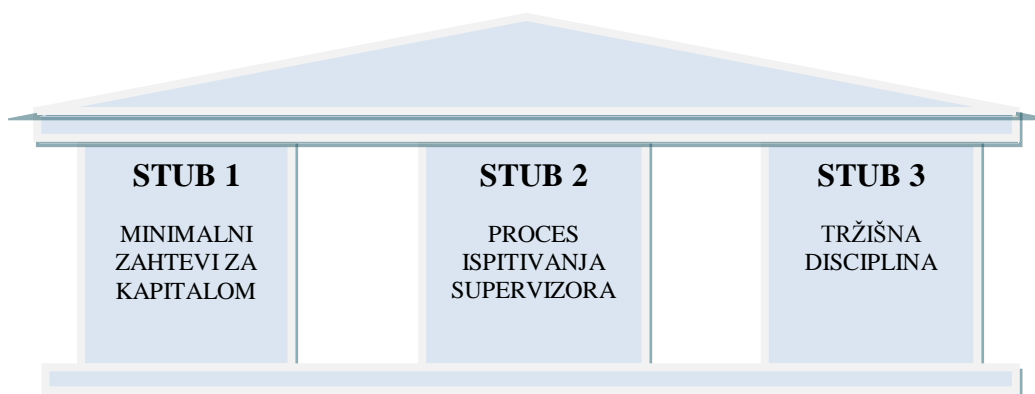 STUB 1
MINIMALNI
ZAHTEVI ZA
KAPITALOM
STUB 2
PROCES
ISPITIVANJA
SUPERVIZORA
STUB 3
TRŽIŠNA
DISCIPLINA